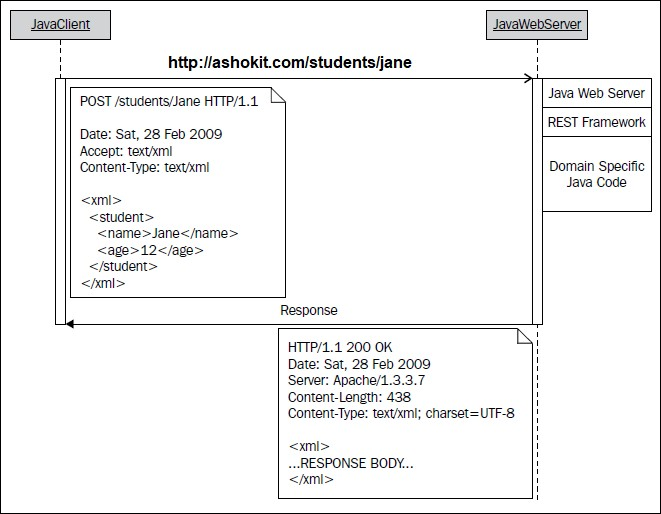 JavaClient
JavaWebServer
http://ashokit.com/students/jane
POST /students/Jane HTTP/1.1
Date: Sat, 28 Feb 2009
Accept: text/xml
Content-Type: text/xml
<xml>
<student>
<name>Jane</name>
<age>12</age>
</student>
</xml>
Java Web Server
REST Framework
Domain Specific
Java Code
Response
HTTP/1.1 200 OK
Date: Sat, 28 Feb 2009
Server: Apache/1.3.3.7
Content-Length: 438
Content-Type: text/xml; charset=UTF-8
<xml>
...RESPONSE BODY...
</xml>